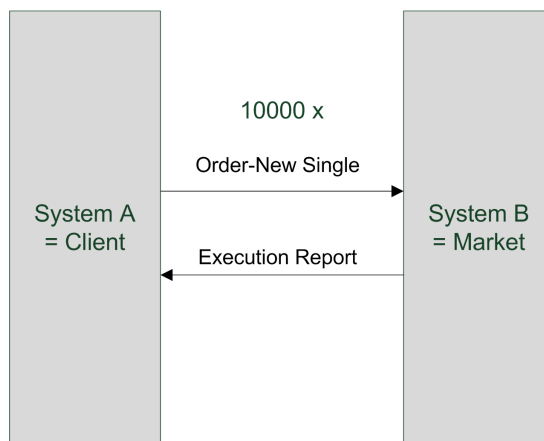 10000 x
Order-New Single
System A
= Client
System B
= Market
Execution Report